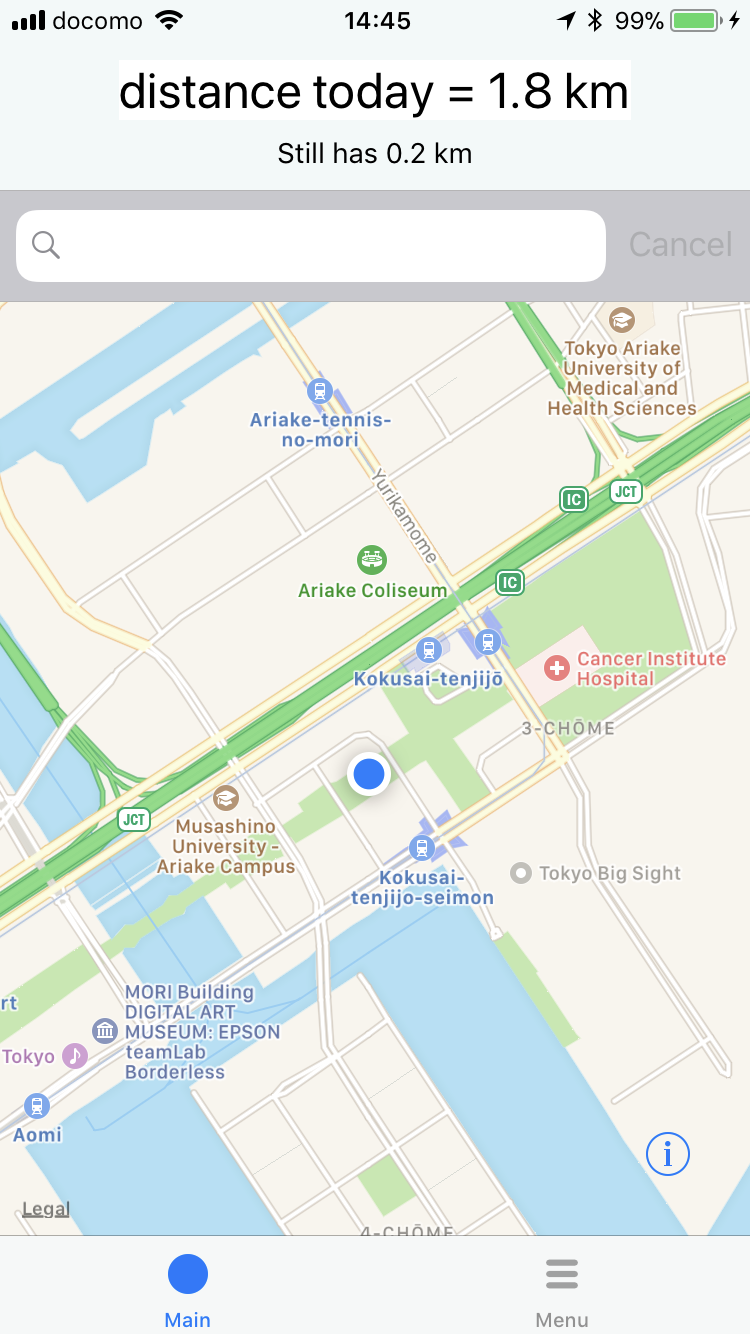 docomo 14:45 99%
distance today = 1.8 km
Still has 0.2 km
Cancel
Tokyo Ariake
University of
Medical and
Health Sciences
Ariake-tennis-
no-mori
Yurikamome
IC
JCT
Ariake Coliseum
IC
Kokusai-tenjijō
Cancer Institute
Hospital
3-CHŌME
JCT
Musashino
University -
Ariake Campus
Kokusai-
tenjijo-seimon
Tokyo Big Sight
rt
MORI Building
DIGITAL ART
MUSEUM: EPSON
teamLab
Borderless
Tokyo
Aomi
i
Legal
4-CHŌME
Main
Menu